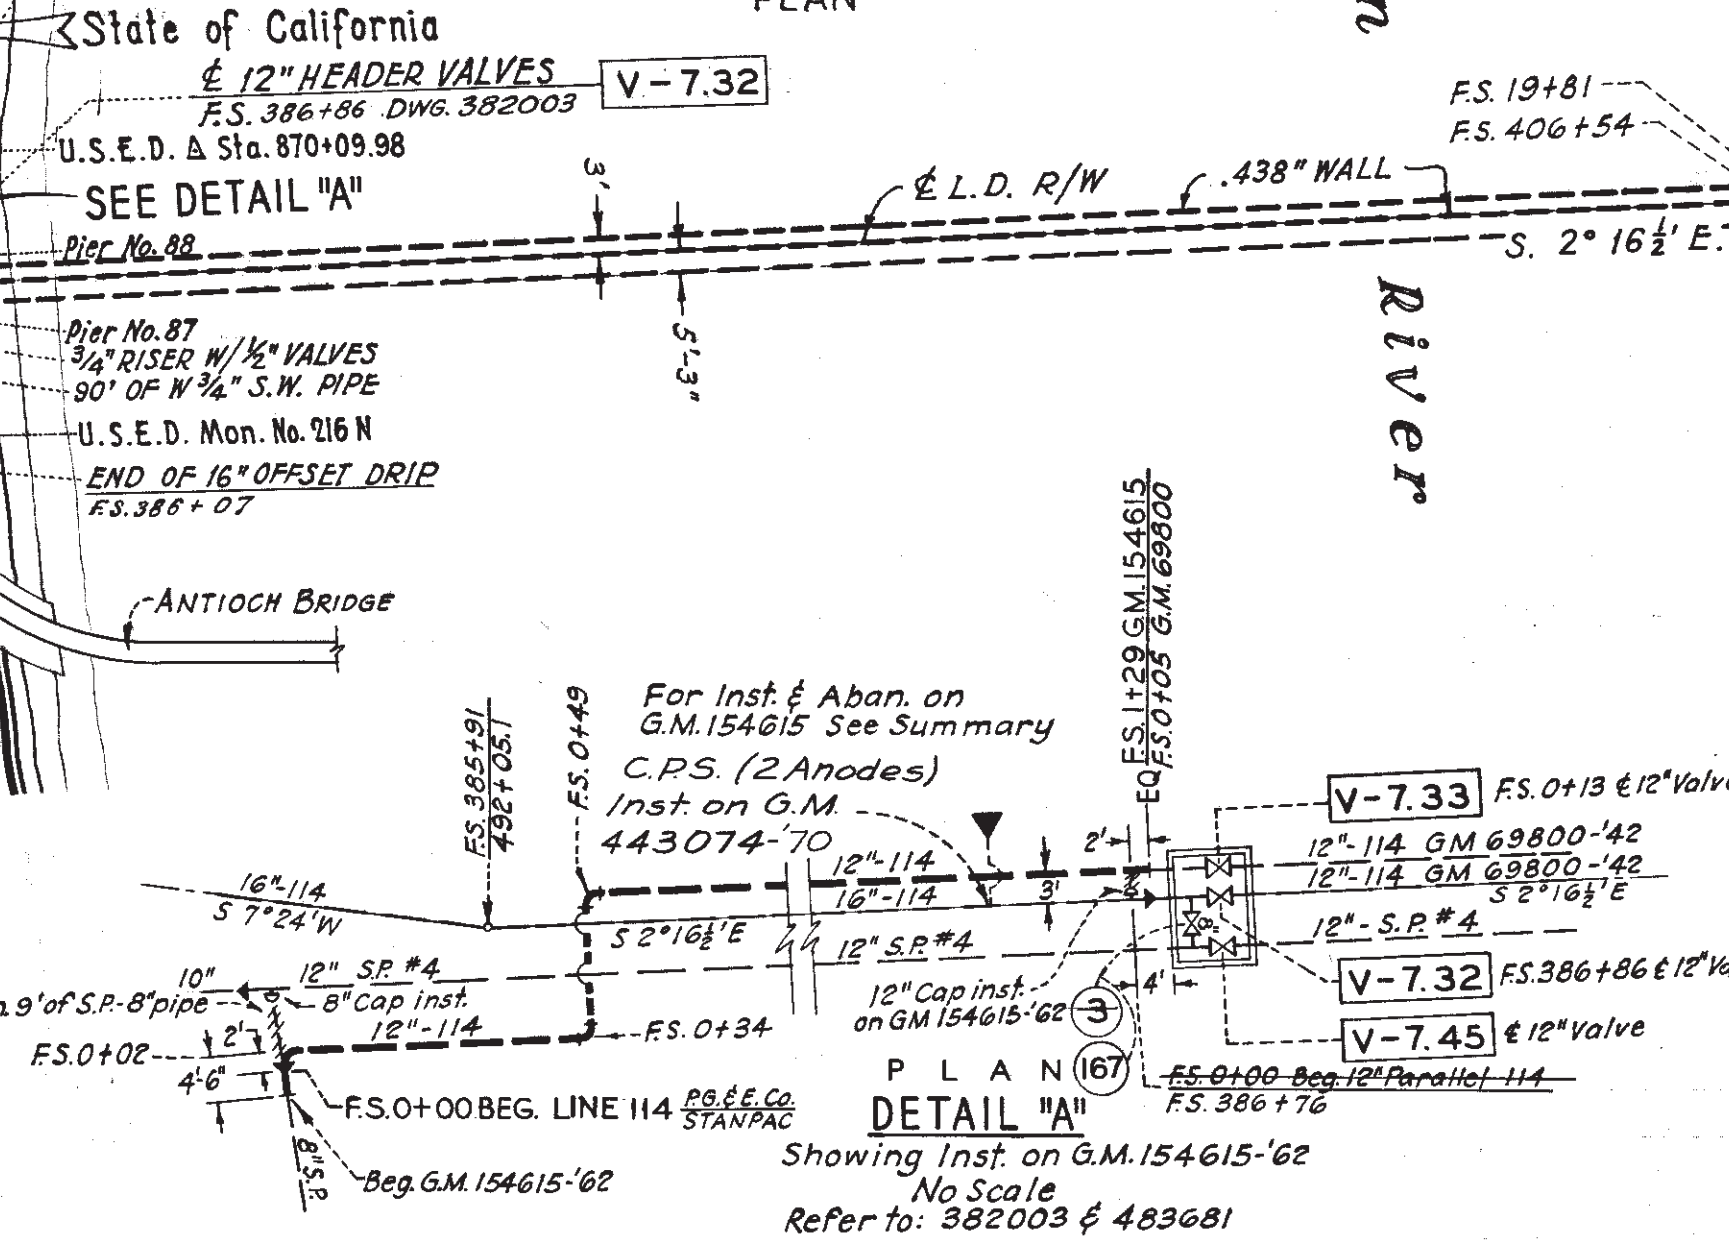 PLAN
State of California
n
℄ 12" HEADER VALVES
F.S. 386+86 DWG. 382003
V-7.32
U.S.E.D. △ Sta. 870+09.98
SEE DETAIL "A"
Pier No. 88
3'
℄ L.D. R/W
.438" WALL
F.S. 19+81
F.S. 406+54
S. 2° 16½' E.
5'-3"
River
Pier No. 87
3/4" RISER W/ 1/2" VALVES
90' OF W 3/4" S.W. PIPE
U.S.E.D. Mon. No. 216 N
END OF 16" OFFSET DRIP
F.S. 386+07
ANTIOCH BRIDGE
F.S. 385+91
492+05.1
F.S. 0+49
For Inst. & Aban. on
G.M. 154615 See Summary
C.P.S. (2 Anodes)
Inst. on G.M.
443074-'70
EQ F.S. 1+29 G.M. 154615
F.S. 0+05 G.M. 69800
V-7.33
F.S. 0+13 ℄ 12" Valve
2'
12"-114 GM 69800-'42
12"-114 GM 69800-'42
S 2°16½' E
16"-114
S 7°24' W
12"-114
16"-114
3'
S 2°16½' E
12" S.P. #4
8"
12"- S.P. #4
V-7.32
F.S. 386+86 ℄ 12"
10"
12" S.P. #4
9' of S.P.-8" pipe
8" Cap inst.
12"-114
F.S. 0+34
12" Cap inst.
on GM 154615-'62
3
4'
V-7.45
℄ 12" Valve
F.S. 0+02
2'
4'-6"
F.S. 0+00 BEG. LINE 114
P.G. & E. Co.
STANPAC
8" S.P.
Beg. G.M. 154615-'62
PLAN
167
F.S. 0+00 Beg. 12" Parallel 114
F.S. 386+76
DETAIL "A"
Showing Inst. on G.M. 154615-'62
No Scale
Refer to: 382003 & 483681